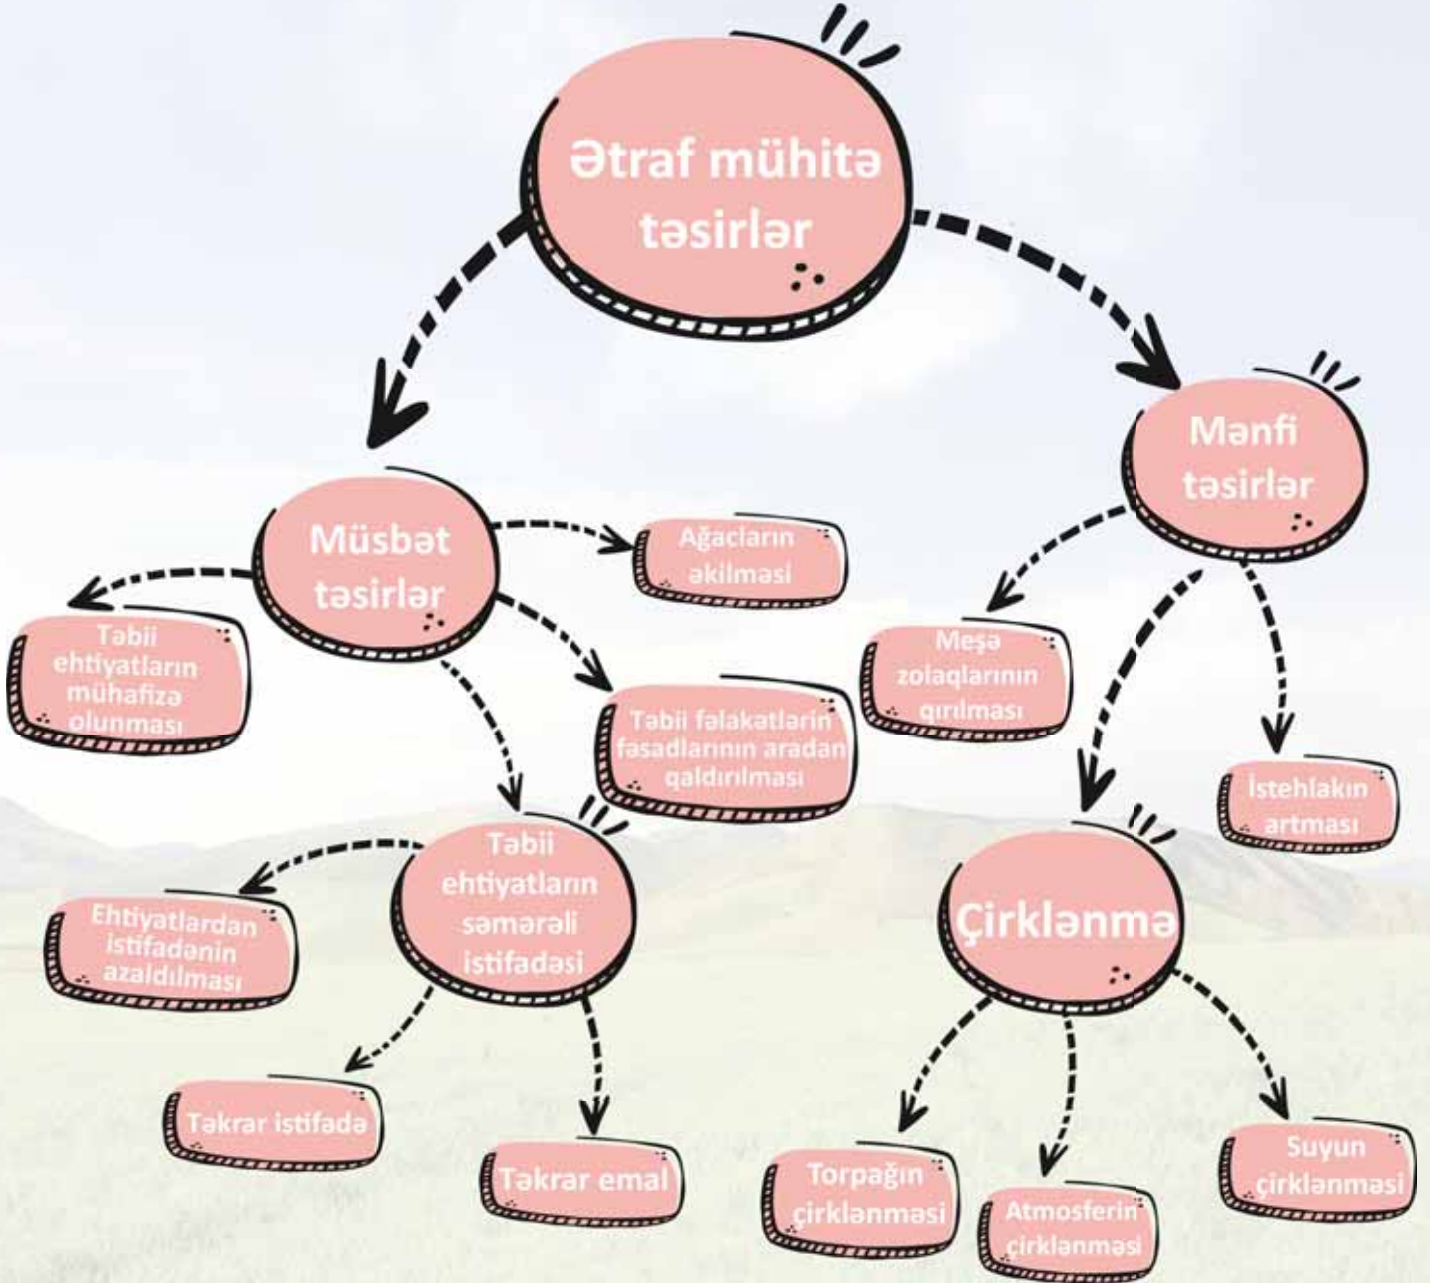 Ətraf mühitə
təsirlər
Mənfi
təsirlər
Müsbət
təsirlər
Ağacların
əkilməsi
Təbii
ehtiyatların
mühafizə
olunması
Təbii fəlakətlərin
fəsadlarının aradan
qaldırılması
Meşə
zolaqlarının
qırılması
İstehlakın
artması
Təbii
ehtiyatların
səmərəli
istifadəsi
Çirklənmə
Ehtiyatlardan
istifadənin
azaldılması
Təkrar istifadə
Təkrar emal
Torpağın
çirklənməsi
Atmosferin
çirklənməsi
Suyun
çirklənməsi